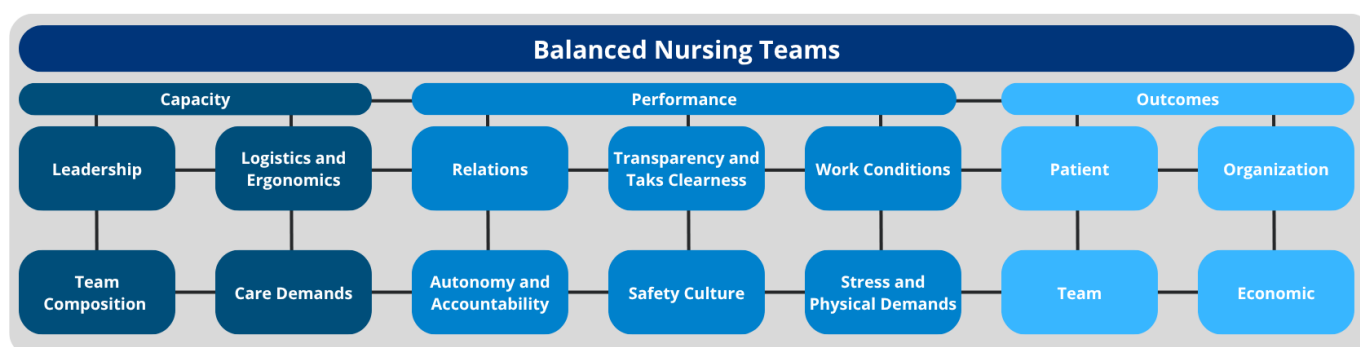 Balanced Nursing Teams
Capacity
Performance
Outcomes
Leadership
Logistics and
Ergonomics
Relations
Transparency and
Taks Clearness
Work Conditions
Patient
Organization
Team
Composition
Care Demands
Autonomy and
Accountability
Safety Culture
Stress and
Physical Demands
Team
Economic